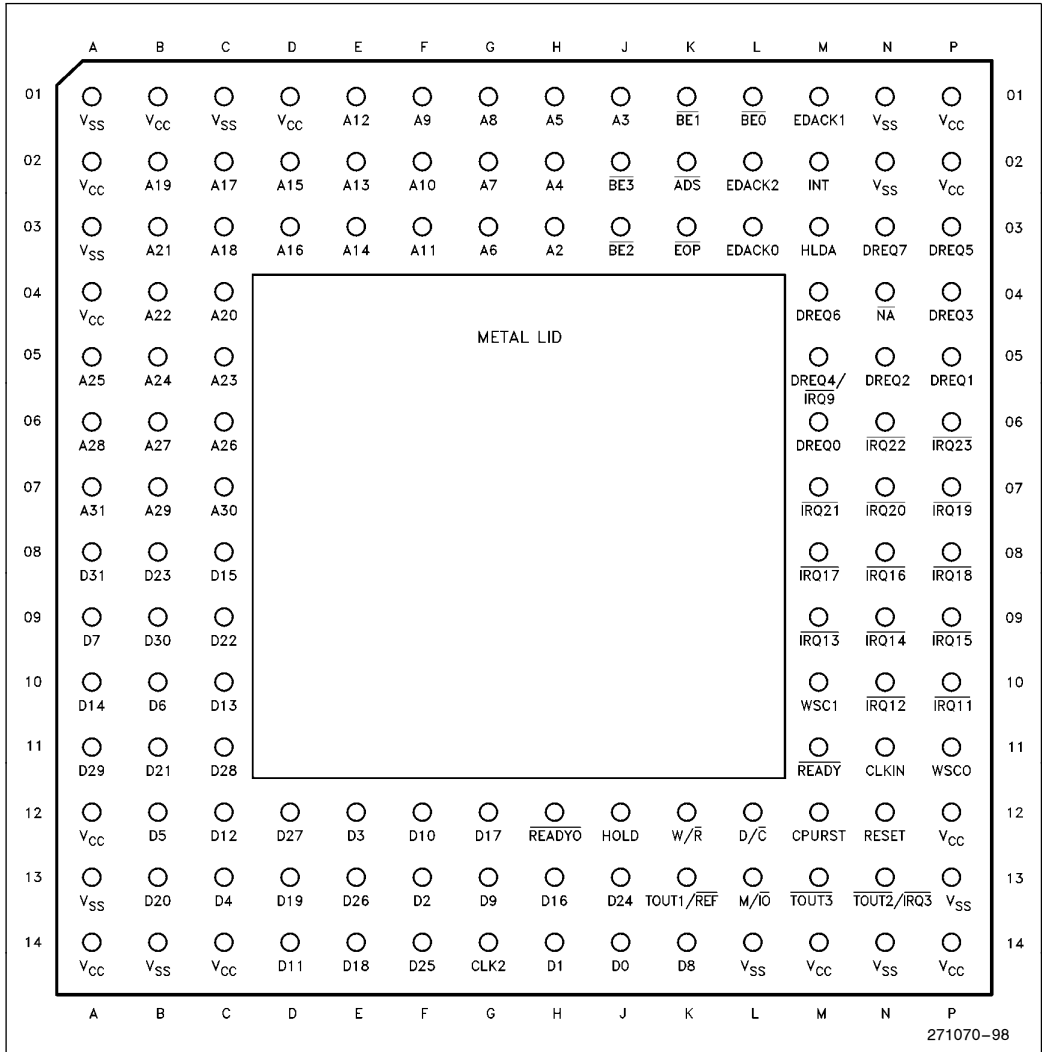 A B C D E F G H J K L M N P
01 01
VSS VCC VSS VCC A12 A9 A8 A5 A3 BE1 BE0 EDACK1 VSS VCC
02 02
VCC A19 A17 A15 A13 A10 A7 A4 BE3 ADS EDACK2 INT VSS VCC
03 03
VSS A21 A18 A16 A14 A11 A6 A2 BE2 EOP EDACK0 HLDA DREQ7 DREQ5
04 04
VCC A22 A20 DREQ6 NA DREQ3
METAL LID
05 05
A25 A24 A23 DREQ4/ DREQ2 DREQ1
IRQ9
06 06
A28 A27 A26 DREQ0 IRQ22 IRQ23
07 07
A31 A29 A30 IRQ21 IRQ20 IRQ19
08 08
D31 D23 D15 IRQ17 IRQ16 IRQ18
09 09
D7 D30 D22 IRQ13 IRQ14 IRQ15
10 10
D14 D6 D13 WSC1 IRQ12 IRQ11
11 11
D29 D21 D28 READY CLKIN WSC0
12 12
VCC D5 D12 D27 D3 D10 D17 READYO HOLD W/R D/C CPURST RESET VCC
13 13
VSS D20 D4 D19 D26 D2 D9 D16 D24 TOUT1/REF M/IO TOUT3 TOUT2/IRQ3 VSS
14 14
VCC VSS VCC D11 D18 D25 CLK2 D1 D0 D8 VSS VCC VSS VCC
A B C D E F G H J K L M N P
271070-98